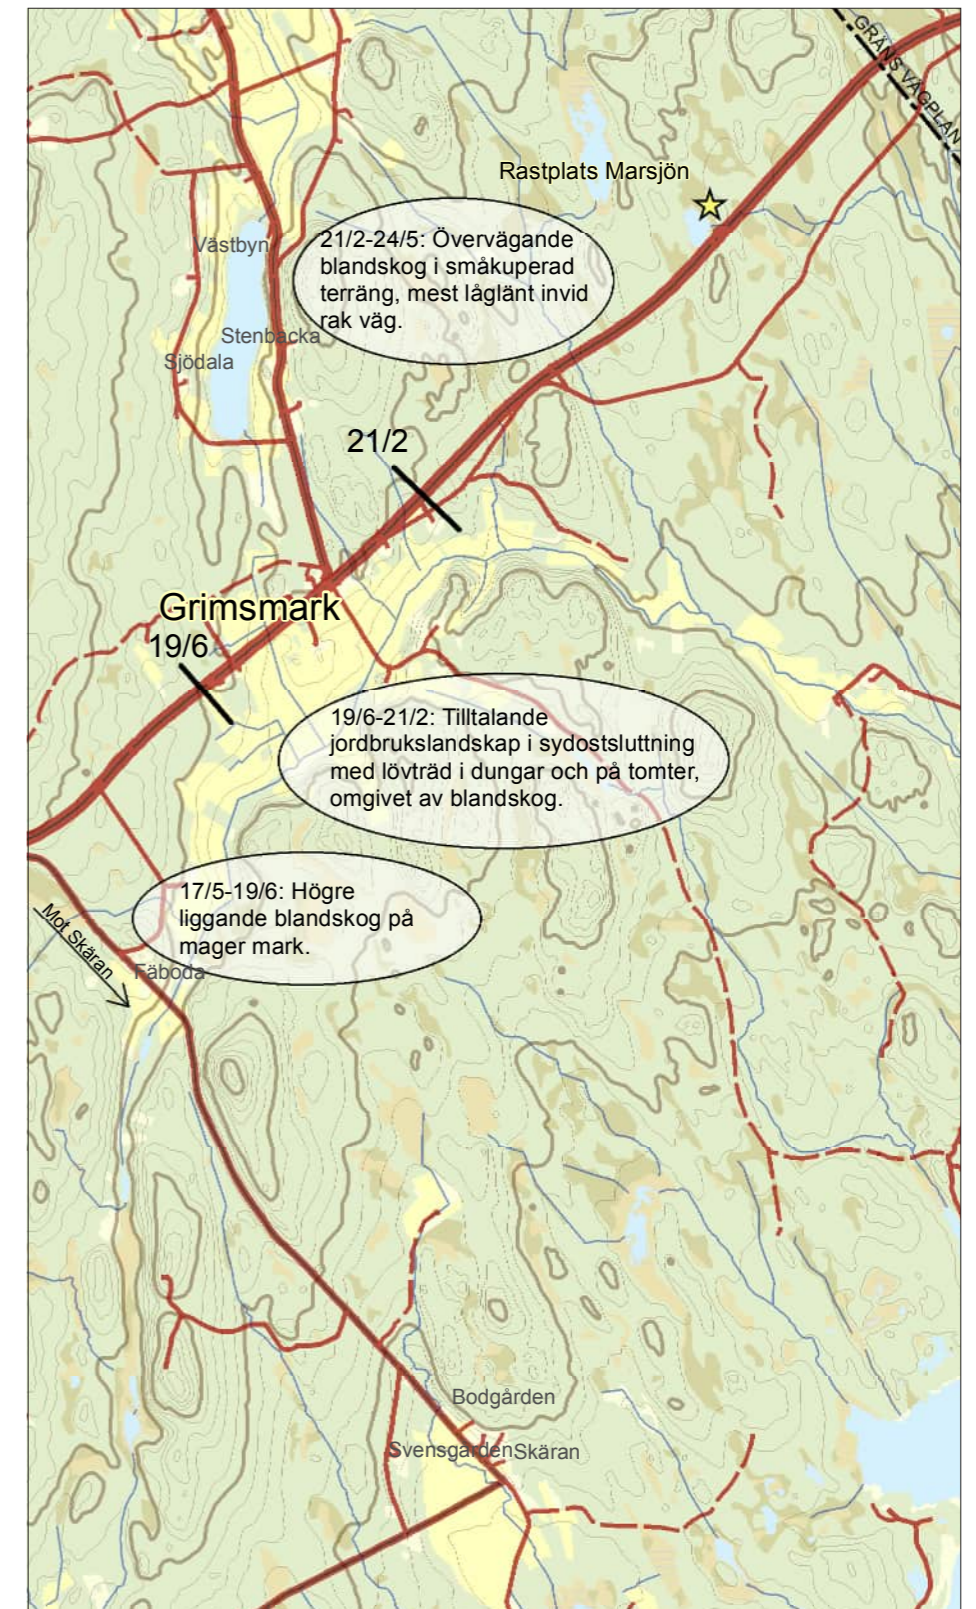 GRÄNS VÄGPLAN
Rastplats Marsjön
Västbyn
21/2-24/5: Övervägande
blandskog i småkuperad
terräng, mest låglänt invid
rak väg.
Stenbacka
Sjödala
21/2
Grimsmark
19/6
19/6-21/2: Tilltalande
jordbrukslandskap i sydostsluttning
med lövträd i dungar och på tomter,
omgivet av blandskog.
17/5-19/6: Högre
liggande blandskog på
mager mark.
Mot Skäran
Fäboda
Bodgården
Svensgården
Skäran